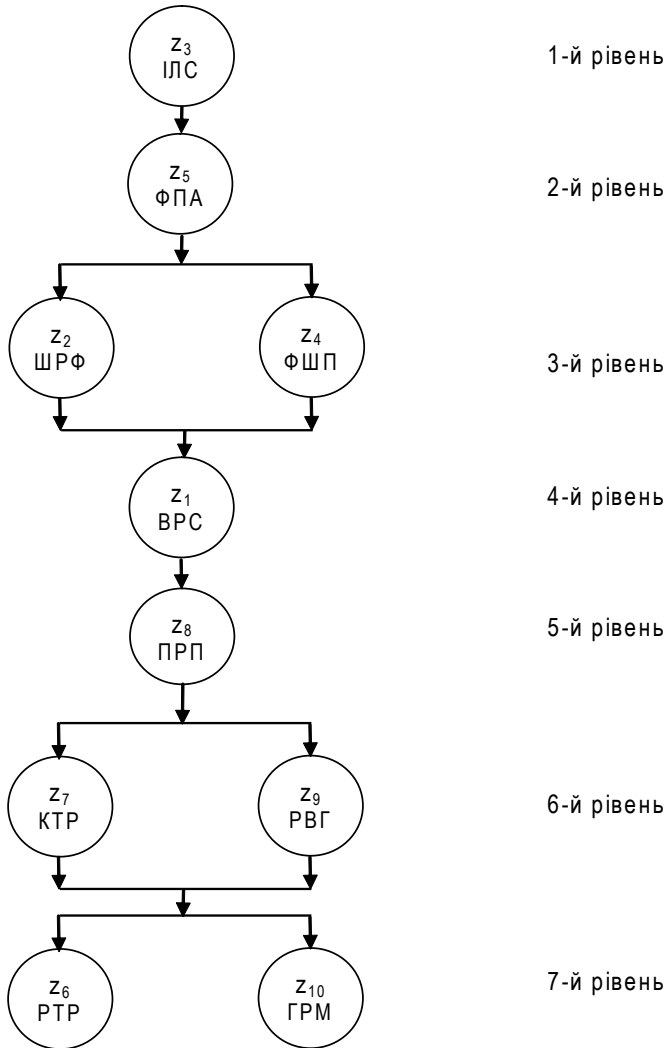 z₃
ІЛС
1-й рівень
z₅
ФПА
2-й рівень
z₂
ШРФ
z₄
ФШП
3-й рівень
z₁
ВРС
4-й рівень
z₈
ПРП
5-й рівень
z₇
КТР
z₉
РВГ
6-й рівень
z₆
РТР
z₁₀
ГРМ
7-й рівень